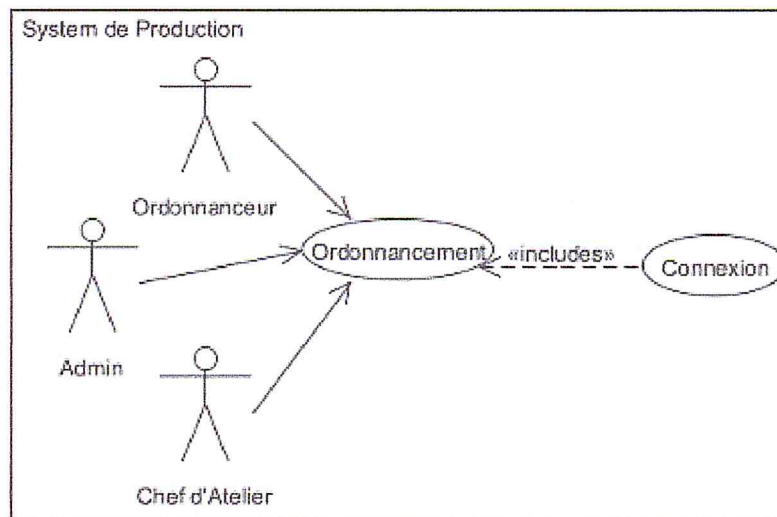 System de Production
Ordonnanceur
Ordonnancement
«includes»
Connexion
Admin
Chef d'Atelier